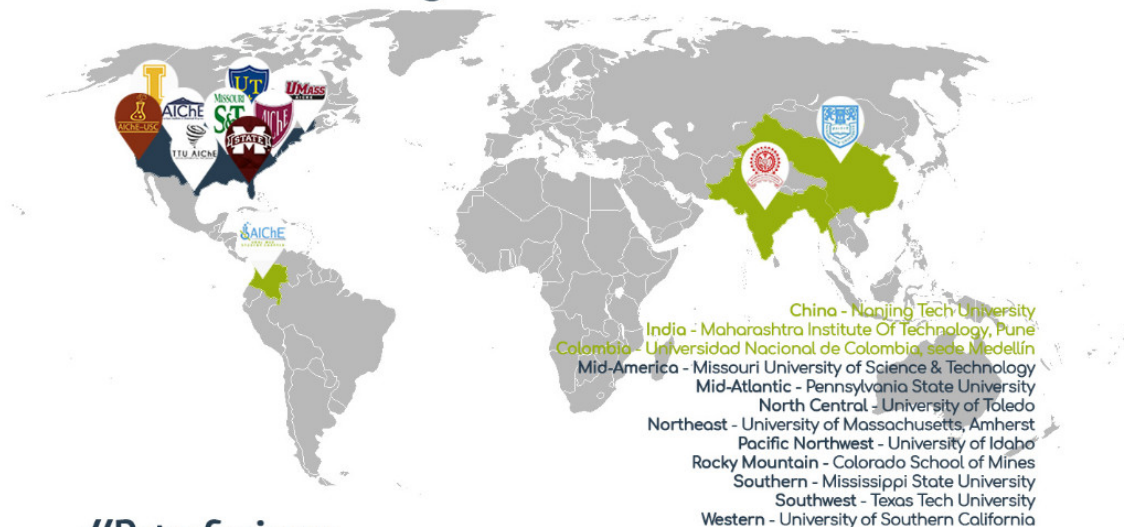 I
UT
UMASS
MISSOURI
S&T
AIChE
AIChE
AIChE-USC
STATE
M
TTU AIChE
AIChE
China - Nanjing Tech University
India - Maharashtra Institute Of Technology, Pune
Colombia - Universidad Nacional de Colombia, sede Medellín
Mid-America - Missouri University of Science & Technology
Mid-Atlantic - Pennsylvania State University
North Central - University of Toledo
Northeast - University of Massachusetts, Amherst
Pacific Northwest - University of Idaho
Rocky Mountain - Colorado School of Mines
Southern - Mississippi State University
Southwest - Texas Tech University
Western - University of Southern California